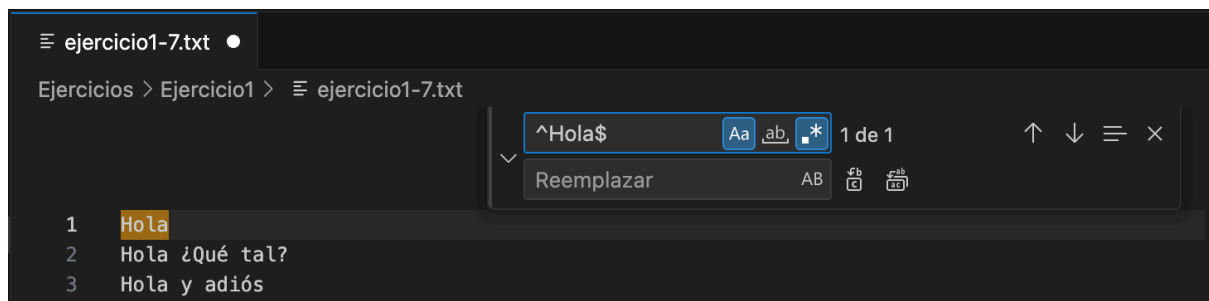 ejercicio1-7.txt
Ejercicios > Ejercicio1 > ejercicio1-7.txt
^Hola$ Aa ab .* 1 de 1
Reemplazar AB
1 Hola
2 Hola ¿Qué tal?
3 Hola y adiós